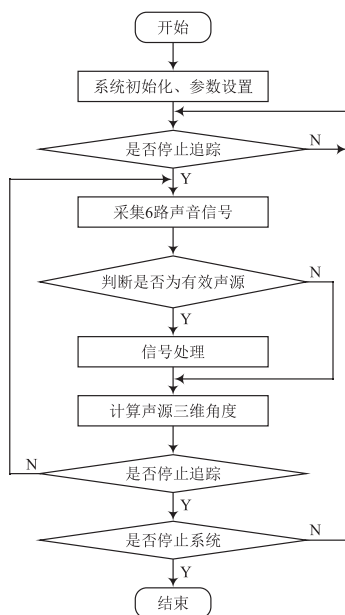 开始
系统初始化、参数设置
是否停止追踪
N
Y
采集6路声音信号
判断是否为有效声源
N
Y
信号处理
计算声源三维角度
N
是否停止追踪
Y
是否停止系统
N
Y
结束